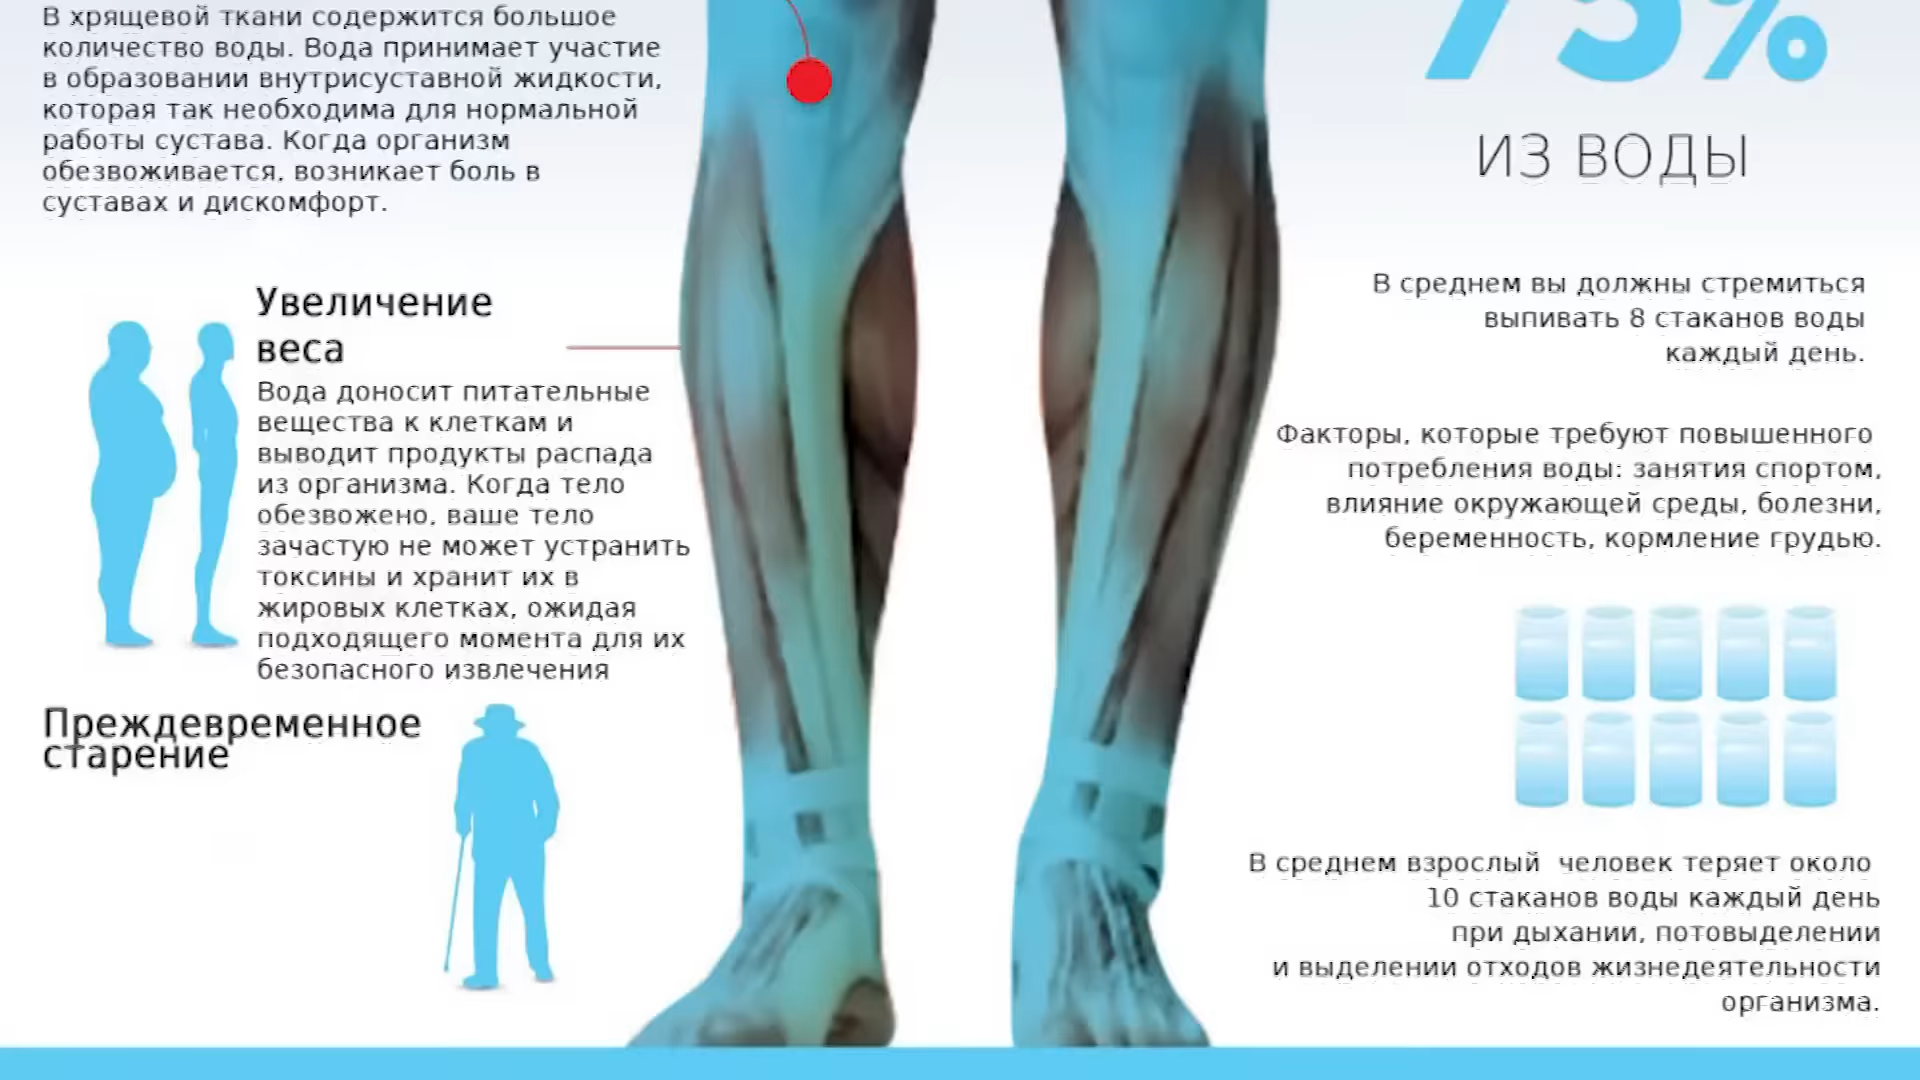 В хрящевой ткани содержится большое
количество воды. Вода принимает участие
в образовании внутрисуставной жидкости,
которая так необходима для нормальной
работы сустава. Когда организм
обезвоживается, возникает боль в
суставах и дискомфорт.
Увеличение
веса
Вода доносит питательные
вещества к клеткам и
выводит продукты распада
из организма. Когда тело
обезвожено, ваше тело
зачастую не может устранить
токсины и хранит их в
жировых клетках, ожидая
подходящего момента для их
безопасного извлечения
Преждевременное
старение
75%
ИЗ ВОДЫ
В среднем вы должны стремиться
выпивать 8 стаканов воды
каждый день.
Факторы, которые требуют повышенного
потребления воды: занятия спортом,
влияние окружающей среды, болезни,
беременность, кормление грудью.
В среднем взрослый человек теряет около
10 стаканов воды каждый день
при дыхании, потовыделении
и выделении отходов жизнедеятельности
организма.